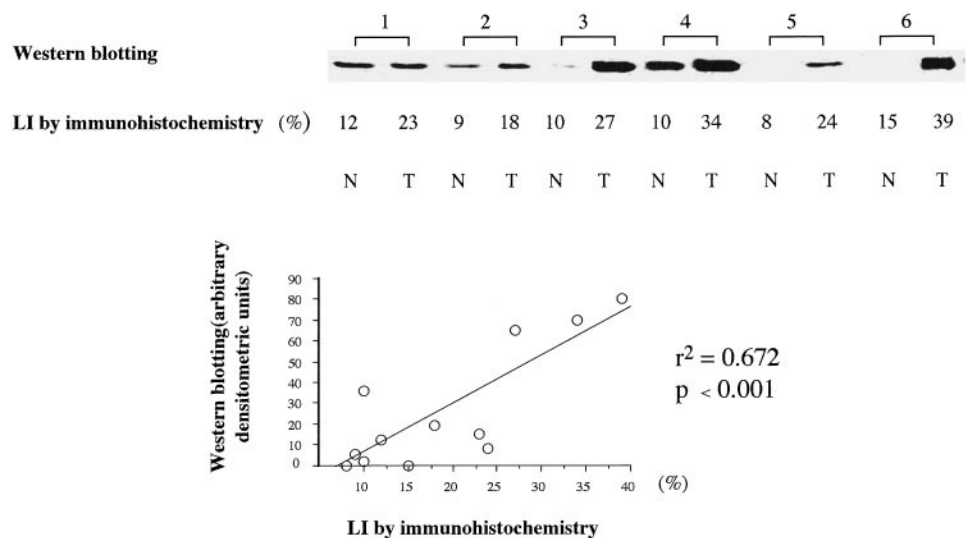 1 2 3 4 5 6
Western blotting
LI by immunohistochemistry (%) 12 23 9 18 10 27 10 34 8 24 15 39
N T N T N T N T N T N T
Western blotting(arbitrary
densitometric units)
90
80
70
60
50
40
30
20
10
0
r² = 0.672
p < 0.001
10 15 20 25 30 35 40 (%)
LI by immunohistochemistry